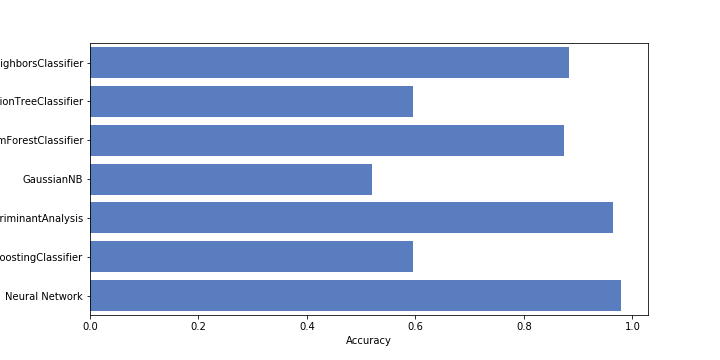 ighborsClassifier
ionTreeClassifier
mForestClassifier
GaussianNB
riminantAnalysis
oostingClassifier
Neural Network
0.0 0.2 0.4 0.6 0.8 1.0
Accuracy